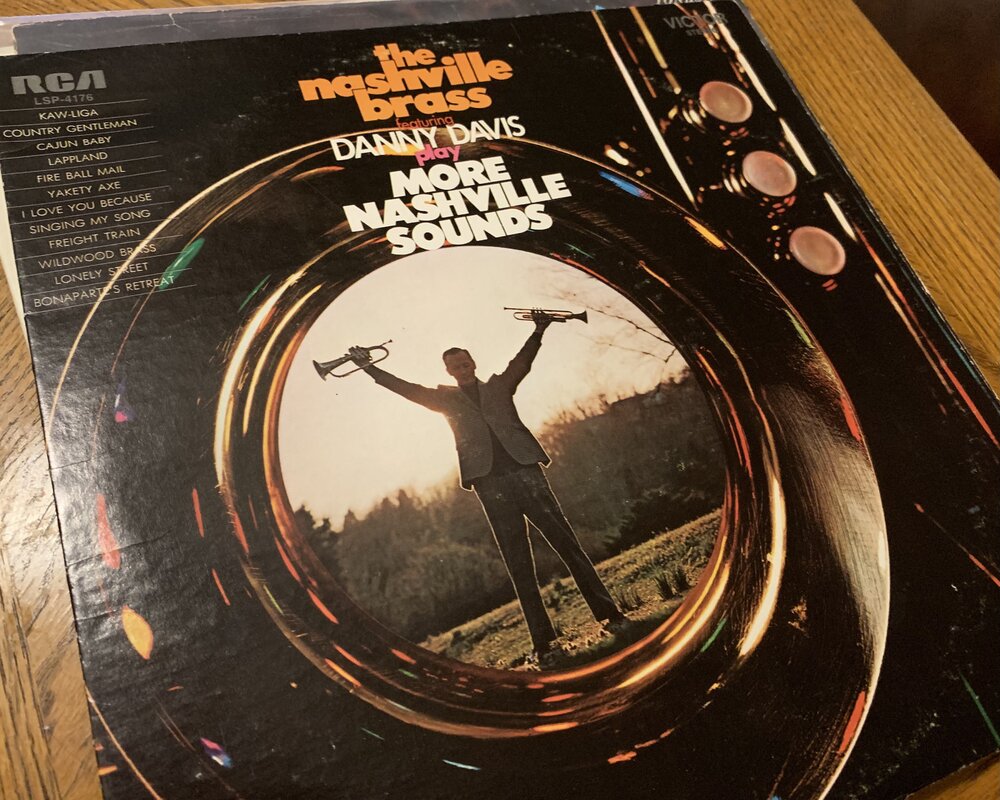 RCA
LSP-4176
KAW-LIGA
COUNTRY GENTLEMAN
CAJUN BABY
LAPPLAND
FIRE BALL MAIL
YAKETY AXE
I LOVE YOU BECAUSE
SINGING MY SONG
FREIGHT TRAIN
WILDWOOD BRASS
LONELY STREET
BONAPARTE'S RETREAT
the
nashville
brass
featuring
DANNY DAVIS
play
MORE
NASHVILLE
SOUNDS
VICTOR